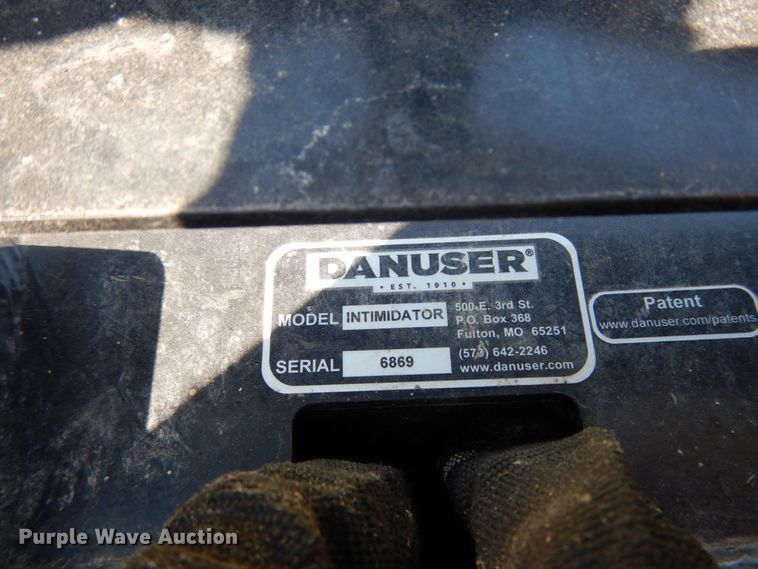 DANUSER®
• EST. 1910 •
MODEL INTIMIDATOR
500 E. 3rd St.
P.O. Box 368
Fulton, MO 65251
SERIAL 6869
(573) 642-2246
www.danuser.com
Patent
www.danuser.com/patents
Purple Wave Auction